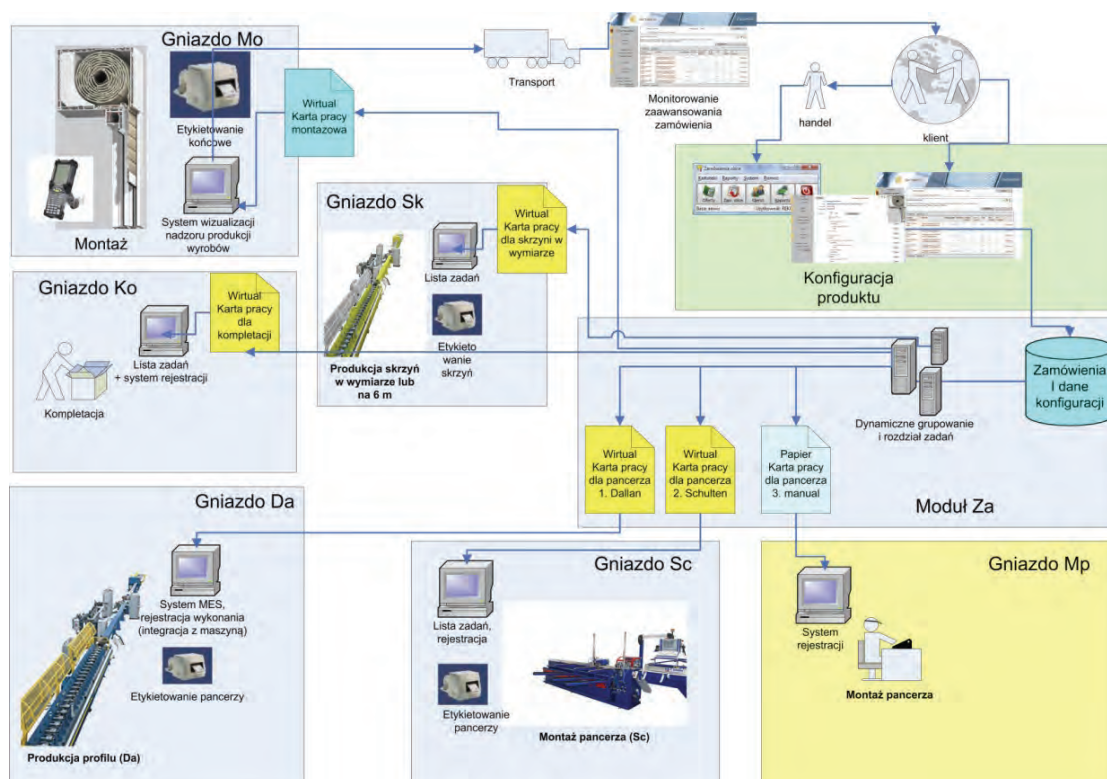 Gniazdo Mo
Etykietowanie
końcowe
Wirtual
Karta pracy
montazowa
System wizualizacji
nadzoru produkcji
wyrobów
Montaż
Transport
Monitorowanie
zaawansowania
zamówienia
handel
klient
Konfiguracja
produktu
Gniazdo Sk
Lista zadań
Wirtual
Karta pracy
dla skrzyni w
wymiarze
Etykieto
wanie
skrzyń
Produkcja skrzyń
w wymiarze lub
na 6 m
Gniazdo Ko
Wirtual
Karta pracy
dla
kompletacji
Lista zadań
+ system rejestracji
Kompletacja
Zamówienia
I dane
konfiguracji
Dynamiczne grupowanie
i rozdział zadań
Wirtual
Karta pracy
dla pancerza
1. Dallan
Wirtual
Karta pracy
dla pancerza
2. Schulten
Papier
Karta pracy
dla pancerza
3. manual
Moduł Za
Gniazdo Da
System MES,
rejestracja wykonania
(integracja z maszyną)
Etykietowanie pancerzy
Produkcja profilu (Da)
Gniazdo Sc
Lista zadań,
rejestracja
Etykietowanie
pancerzy
Montaż pancerza (Sc)
Gniazdo Mp
System
rejestracji
Montaż pancerza